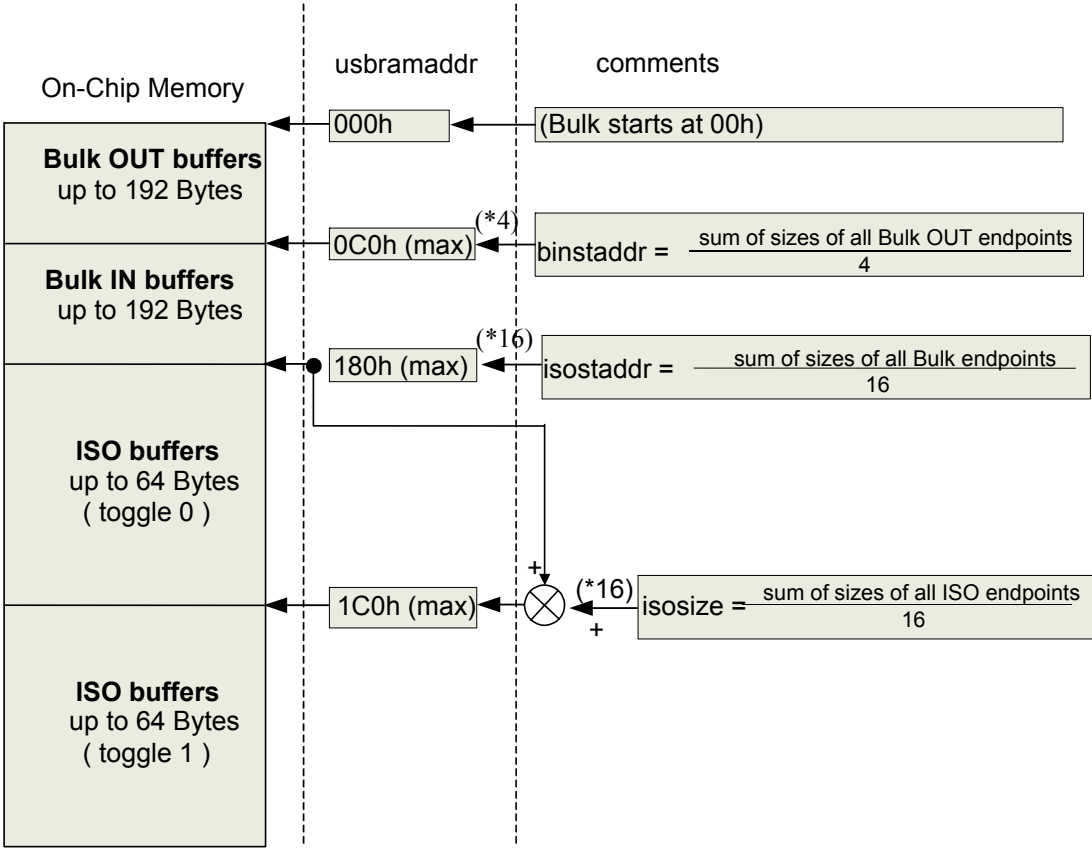 usbramaddr
comments
On-Chip Memory
000h
(Bulk starts at 00h)
Bulk OUT buffers
up to 192 Bytes
0C0h (max)
(*4)
binstaddr =
sum of sizes of all Bulk OUT endpoints
4
Bulk IN buffers
up to 192 Bytes
180h (max)
(*16)
isostaddr =
sum of sizes of all Bulk endpoints
16
ISO buffers
up to 64 Bytes
( toggle 0 )
1C0h (max)
+
(*16)
+
isosize =
sum of sizes of all ISO endpoints
16
ISO buffers
up to 64 Bytes
( toggle 1 )